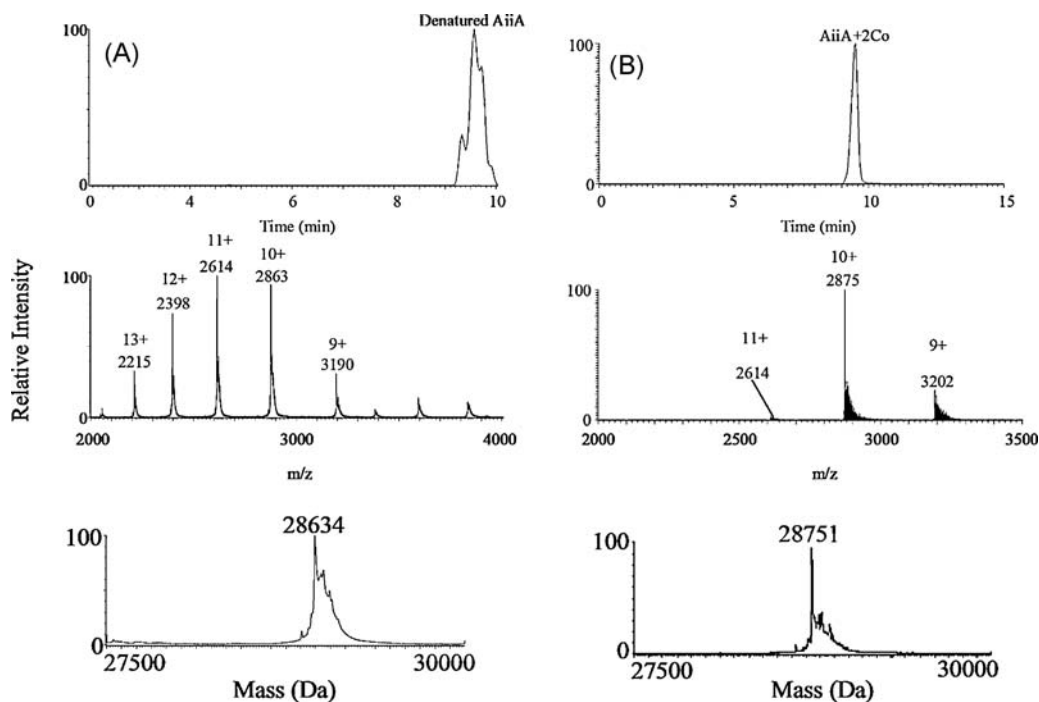 (A)
Denatured AiiA
100
0
0 2 4 6 8 10
Time (min)
(B)
AiiA+2Co
100
0
0 5 10 15
Time (min)
Relative Intensity
100
0
13+
2215
12+
2398
11+
2614
10+
2863
9+
3190
2000 3000 4000
m/z
100
0
11+
2614
10+
2875
9+
3202
2000 2500 3000 3500
m/z
28634
100
0
27500 30000
Mass (Da)
28751
100
0
27500 30000
Mass (Da)